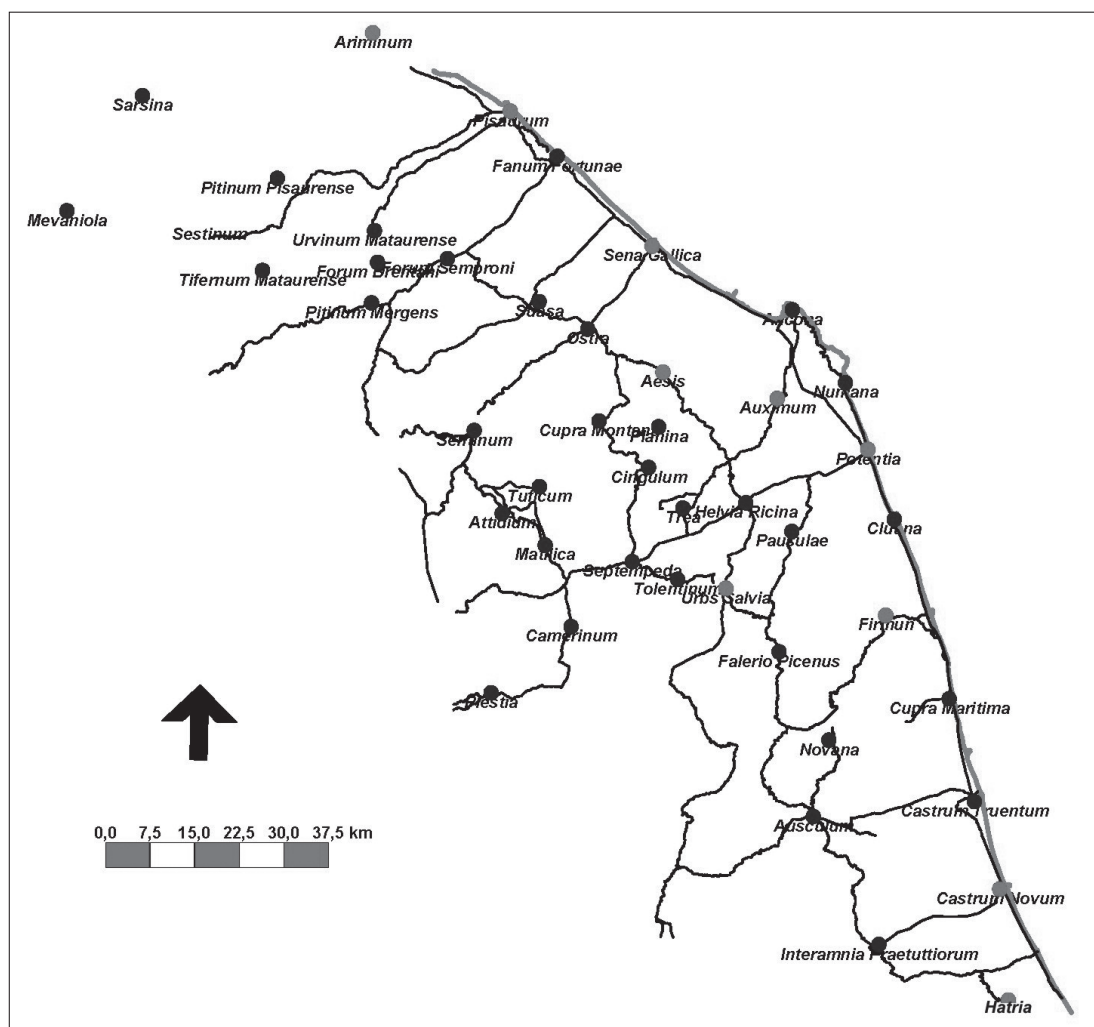 Ariminum
Sarsina
Pisaurum
Fanum Fortunae
Pitinum Pisaurense
Mevaniola
Sestinum
Urvinum Mataurense
Sena Gallica
Forum Brentani
Forum Semproni
Tifernum Mataurense
Pitinum Mergens
Suasa
Ancona
Ostra
Aesis
Numana
Auximum
Cupra Montana
Planina
Sentinum
Potentia
Cingulum
Tuficum
Attidium
Trea
Helvia Ricina
Cluana
Pausulae
Matilica
Septempeda
Tolentinum
Urbs Salvia
Firmun
Camerinum
Falerio Picenus
Plestia
Cupra Maritima
Novana
Castrum Truentum
Ausculum
0,0 7,5 15,0 22,5 30,0 37,5 km
Castrum Novum
Interamnia Praetuttiorum
Hatria